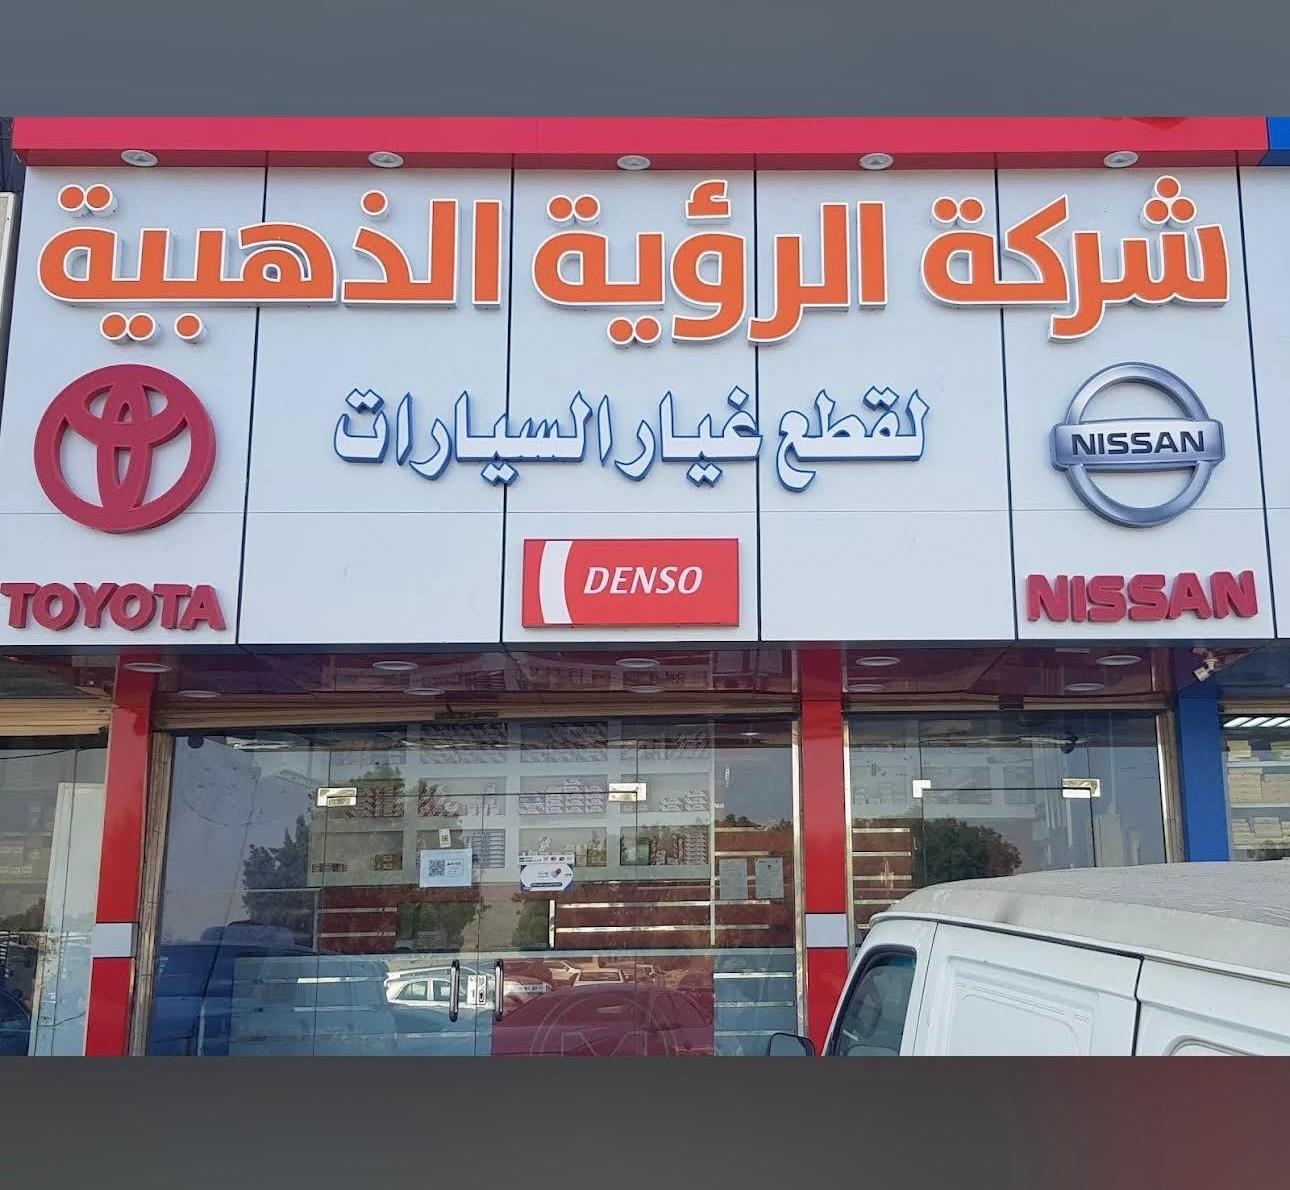 شركة الرؤية الذهبية
لقطع غيار السيارات
NISSAN
DENSO
TOYOTA
NISSAN